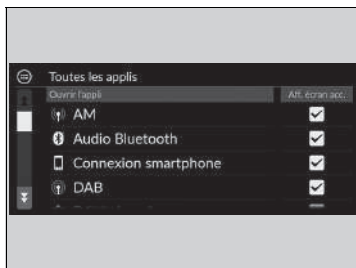 Toutes les applis
Ouvrir l'appli Aff. écran acc.
AM
Audio Bluetooth
Connexion smartphone
DAB